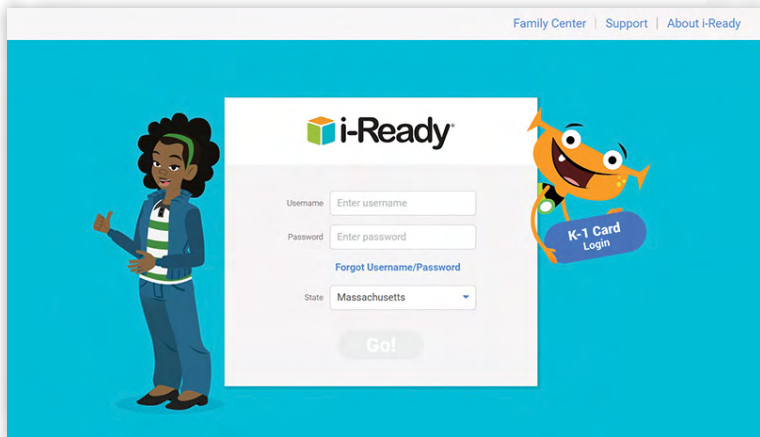 Family Center | Support | About i-Ready
i-Ready®
Username Enter username
Password Enter password
Forgot Username/Password
State Massachusetts
Go!
K-1 Card
Login